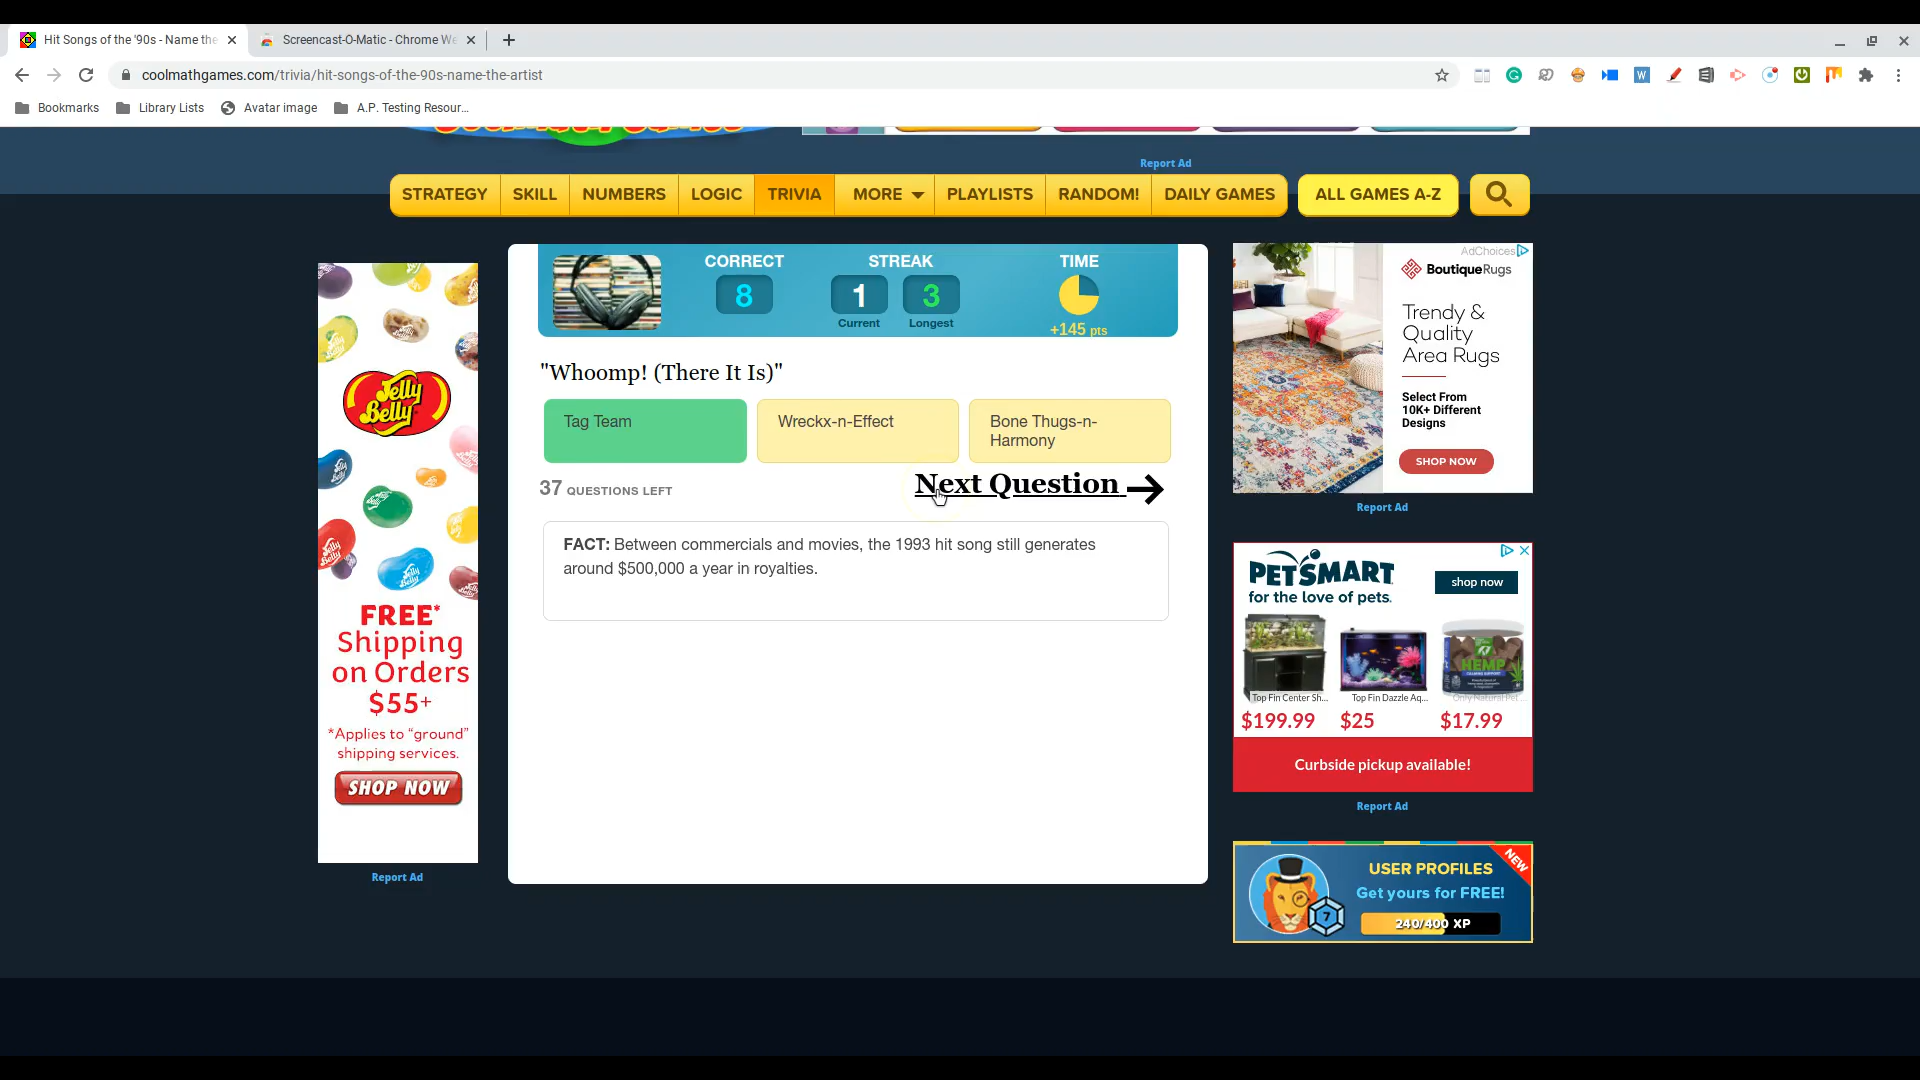 Hit Songs of the '90s - Name the
Screencast-O-Matic - Chrome We
coolmathgames.com/trivia/hit-songs-of-the-90s-name-the-artist
Bookmarks
Library Lists
Avatar image
A.P. Testing Resour...
Report Ad
STRATEGY
SKILL
NUMBERS
LOGIC
TRIVIA
MORE
PLAYLISTS
RANDOM!
DAILY GAMES
ALL GAMES A-Z
CORRECT
8
STREAK
1
3
Current
Longest
TIME
+145 pts
"Whoomp! (There It Is)"
Tag Team
Wreckx-n-Effect
Bone Thugs-n-
Harmony
37 QUESTIONS LEFT
Next Question
FACT: Between commercials and movies, the 1993 hit song still generates
around $500,000 a year in royalties.
Jelly
Belly
FREE*
Shipping
on Orders
$55+
*Applies to “ground”
shipping services.
SHOP NOW
Report Ad
AdChoices
BoutiqueRugs
Trendy &
Quality
Area Rugs
Select From
10K+ Different
Designs
SHOP NOW
Report Ad
PETSMART
for the love of pets.
shop now
HEMP
Top Fin Center Sh...
Top Fin Dazzle Aq...
Only Natural Pet ...
$199.99
$25
$17.99
Curbside pickup available!
Report Ad
NEW
USER PROFILES
Get yours for FREE!
7
240/400 XP